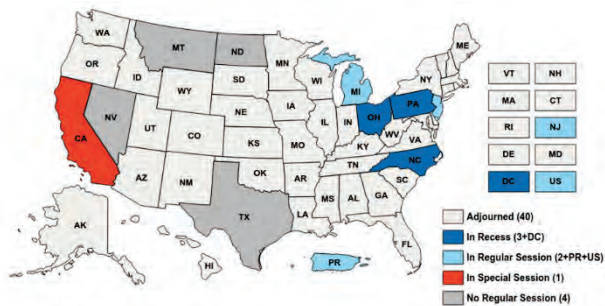 WA
MT
ND
MN
ME
OR
ID
SD
WI
MI
NY
WY
IA
PA
NE
IL
IN
OH
NV
UT
CO
KS
MO
KY
WV
VA
CA
OK
TN
NC
AZ
NM
AR
SC
MS
AL
GA
TX
LA
FL
AK
HI
PR
VT NH
MA CT
RI NJ
DE MD
DC US
Adjourned (40)
In Recess (3+DC)
In Regular Session (2+PR+US)
In Special Session (1)
No Regular Session (4)